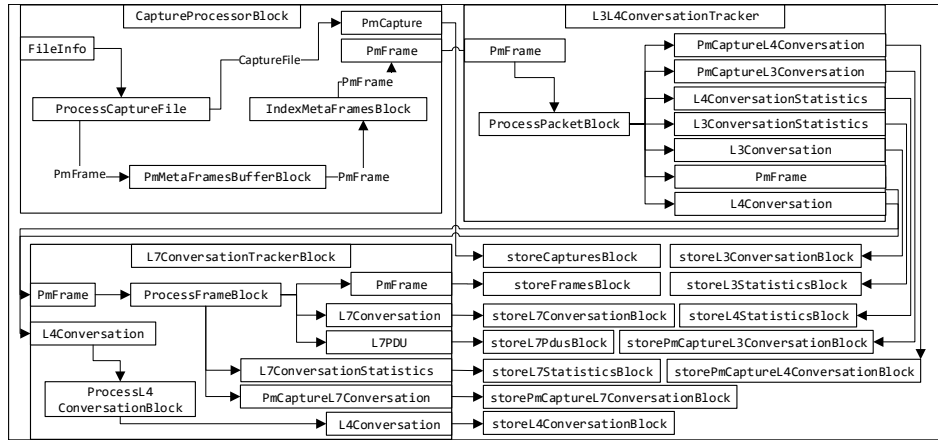 CaptureProcessorBlock
PmCapture
FileInfo
CaptureFile
PmFrame
PmFrame
ProcessCaptureFile
IndexMetaFramesBlock
PmFrame
PmMetaFramesBufferBlock
PmFrame
L3L4ConversationTracker
PmFrame
PmCaptureL4Conversation
PmCaptureL3Conversation
L4ConversationStatistics
ProcessPacketBlock
L3ConversationStatistics
L3Conversation
PmFrame
L4Conversation
L7ConversationTrackerBlock
PmFrame
ProcessFrameBlock
PmFrame
L7Conversation
L4Conversation
L7PDU
L7ConversationStatistics
ProcessL4
ConversationBlock
PmCaptureL7Conversation
L4Conversation
storeCapturesBlock
storeL3ConversationBlock
storeFramesBlock
storeL3StatisticsBlock
storeL7ConversationBlock
storeL4StatisticsBlock
storeL7PdusBlock
storePmCaptureL3ConversationBlock
storeL7StatisticsBlock
storePmCaptureL4ConversationBlock
storePmCaptureL7ConversationBlock
storeL4ConversationBlock